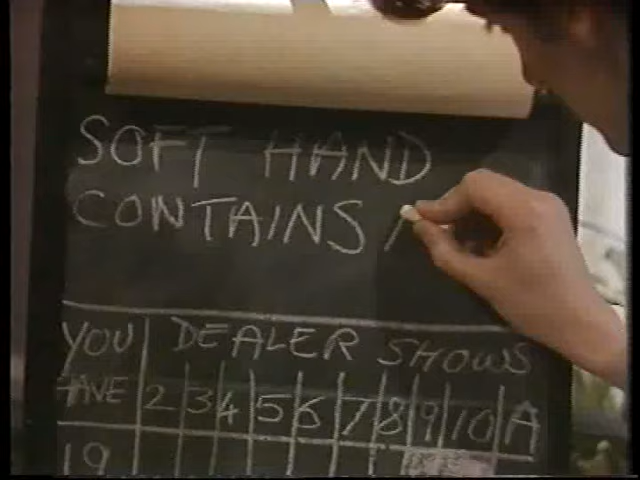 SOFT HAND
CONTAINS
YOU DEALER SHOWS
HAVE 2 3 4 5 6 7 8 9 10 A
19